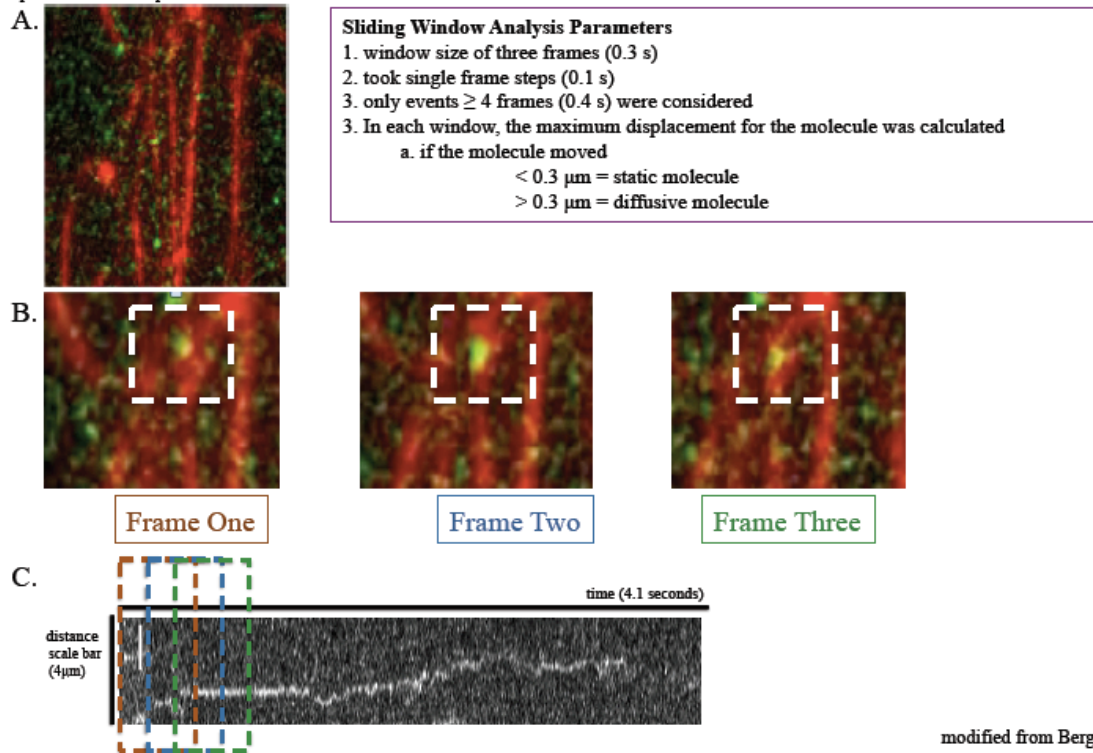 A.
Sliding Window Analysis Parameters
1. window size of three frames (0.3 s)
2. took single frame steps (0.1 s)
3. only events ≥ 4 frames (0.4 s) were considered
3. In each window, the maximum displacement for the molecule was calculated
a. if the molecule moved
< 0.3 μm = static molecule
> 0.3 μm = diffusive molecule
B.
Frame One
Frame Two
Frame Three
C.
time (4.1 seconds)
distance
scale bar
(4μm)
modified from Berg